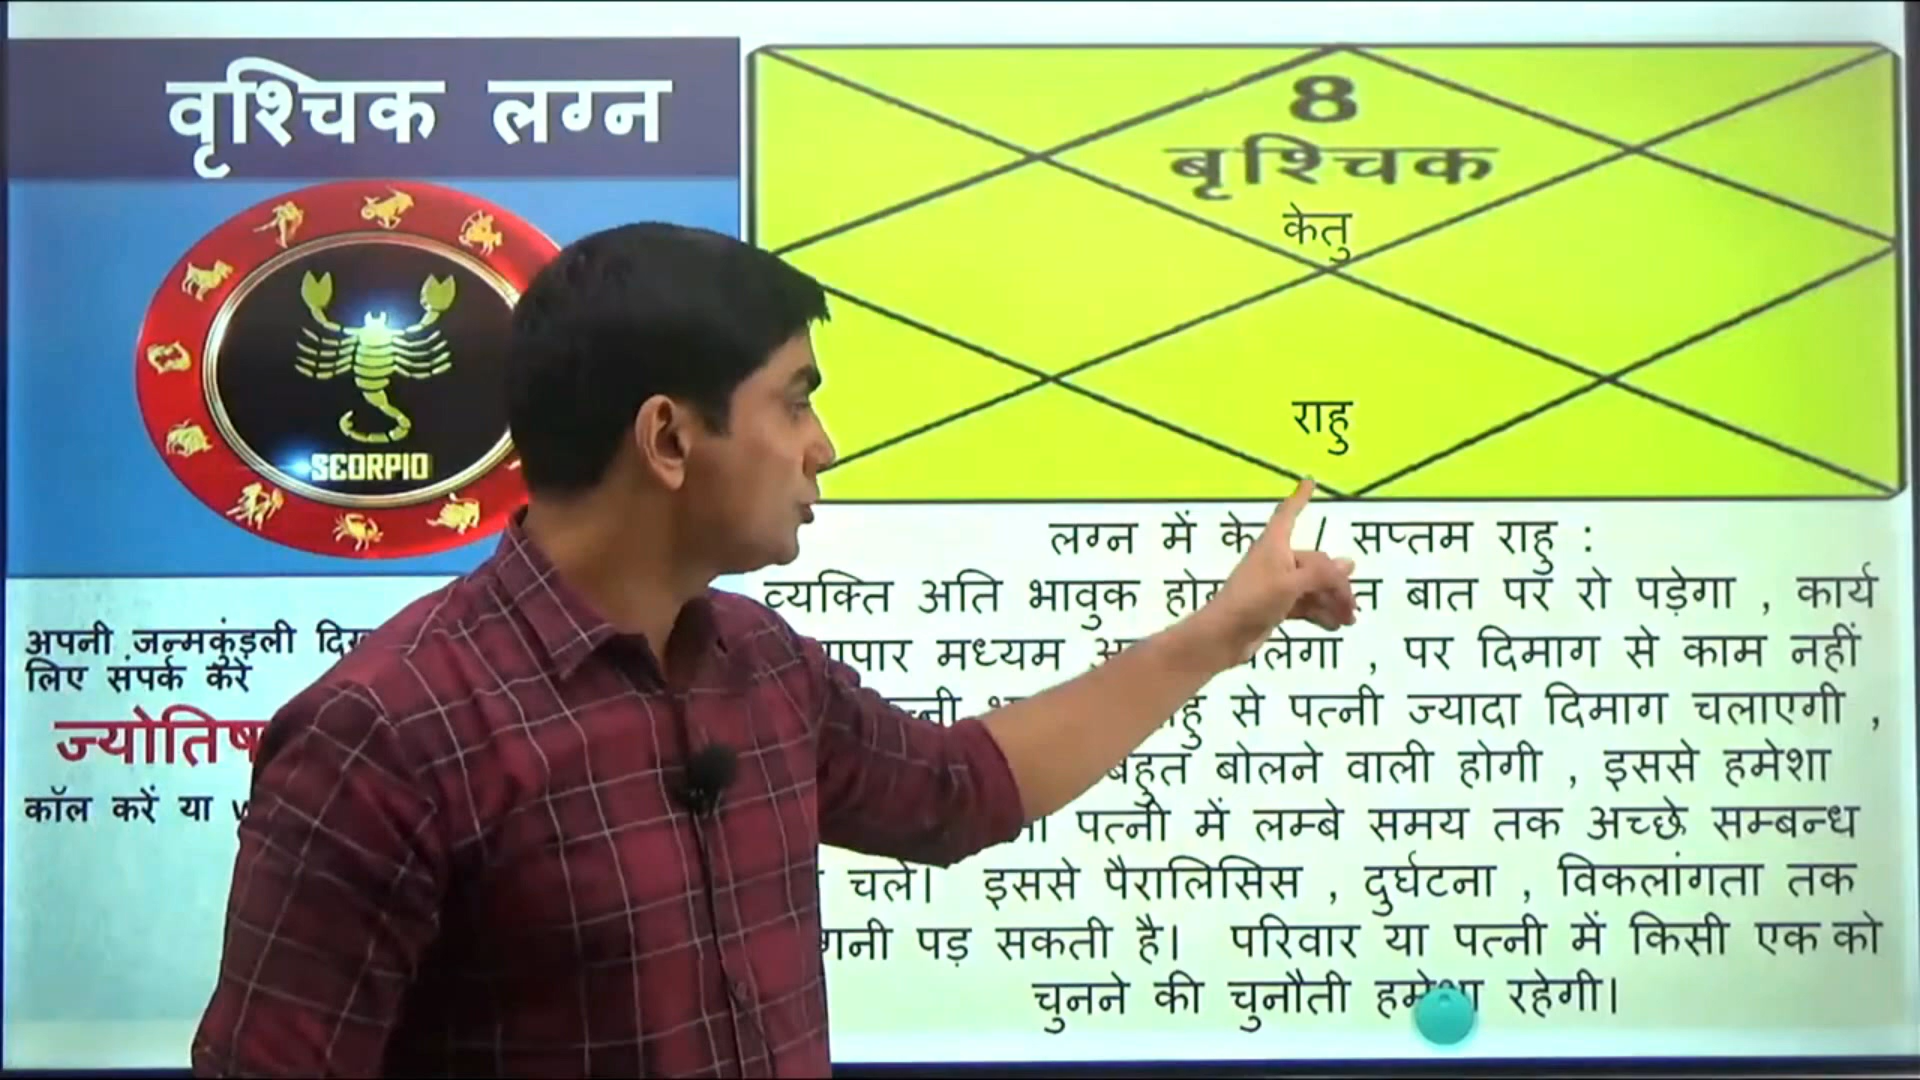 वृश्चिक लग्न
SCORPIO
अपनी जन्मकुंडली
लिए संपर्क करें
ज्योतिष
कॉल करें या
8
बृश्चिक
केतु
राहु
लग्न में / सप्तम राहु :
व्यक्ति अति भावुक बात पर रो पड़ेगा , कार्य
मध्यम , पर दिमाग से काम नहीं
से पत्नी ज्यादा दिमाग चलाएगी ,
बहुत बोलने वाली होगी , इससे हमेशा
पत्नी में लम्बे समय तक अच्छे सम्बन्ध
चले। इससे पैरालिसिस , दुर्घटना , विकलांगता तक
पड़ सकती है। परिवार या पत्नी में किसी एक को
चुनने की चुनौती हमेशा रहेगी।